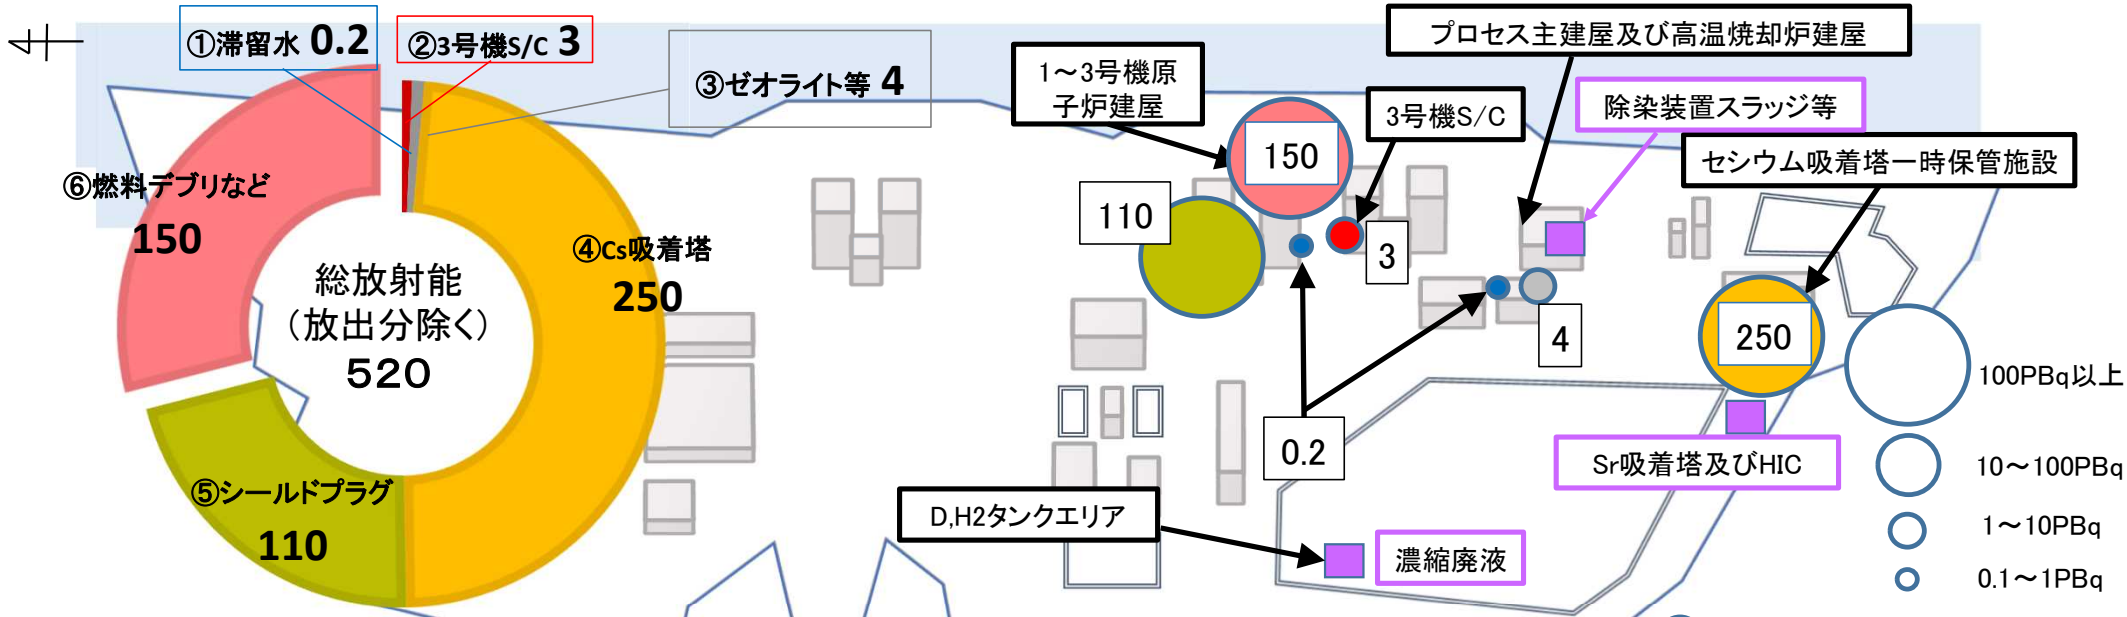 ①滞留水 0.2
②3号機S/C 3
③ゼオライト等 4
⑥燃料デブリなど
150
④Cs吸着塔
250
⑤シールドプラグ
110
総放射能
(放出分除く)
520
1～3号機原
子炉建屋
プロセス主建屋及び高温焼却炉建屋
3号機S/C
除染装置スラッジ等
セシウム吸着塔一時保管施設
150
110
3
4
0.2
250
Sr吸着塔及びHIC
D,H2タンクエリア
濃縮廃液
100PBq以上
10～100PBq
1～10PBq
0.1～1PBq